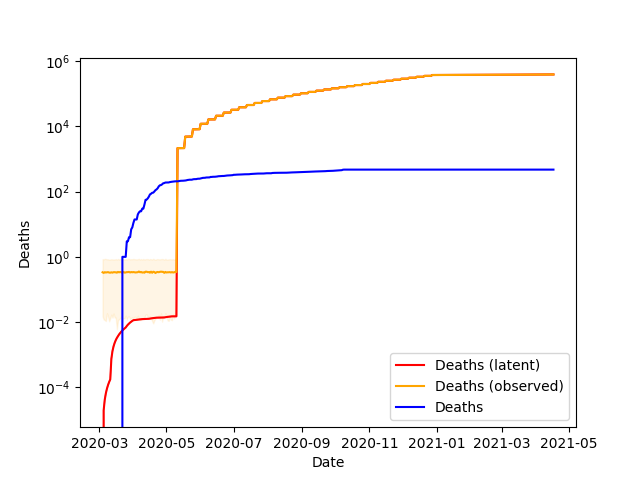 10^6
10^4
10^2
10^0
10^−2
10^−4
Deaths
Deaths (latent)
Deaths (observed)
Deaths
2020-03 2020-05 2020-07 2020-09 2020-11 2021-01 2021-03 2021-05
Date